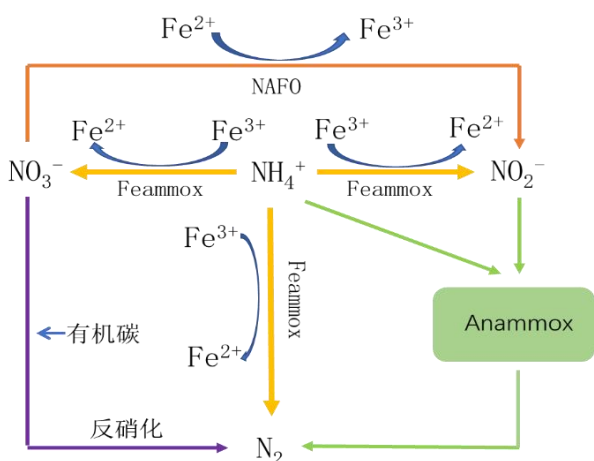 Fe²⁺ Fe³⁺
NAFO
Fe²⁺ Fe³⁺ Fe³⁺ Fe²⁺
NO₃⁻ NH₄⁺ NO₂⁻
Feammox Feammox
Fe³⁺
Feammox
Anammox
有机碳
Fe²⁺
反硝化
N₂